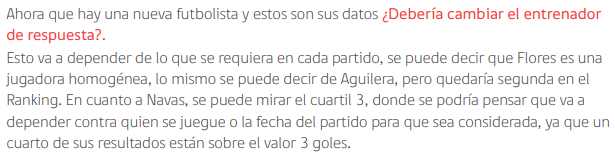 Ahora que hay una nueva futbolista y estos son sus datos ¿Debería cambiar el entrenador
de respuesta?.
Esto va a depender de lo que se requiera en cada partido, se puede decir que Flores es una
jugadora homogénea, lo mismo se puede decir de Aguilera, pero quedaría segunda en el
Ranking. En cuanto a Navas, se puede mirar el cuartil 3, donde se podría pensar que va a
depender contra quien se juegue o la fecha del partido para que sea considerada, ya que un
cuarto de sus resultados están sobre el valor 3 goles.